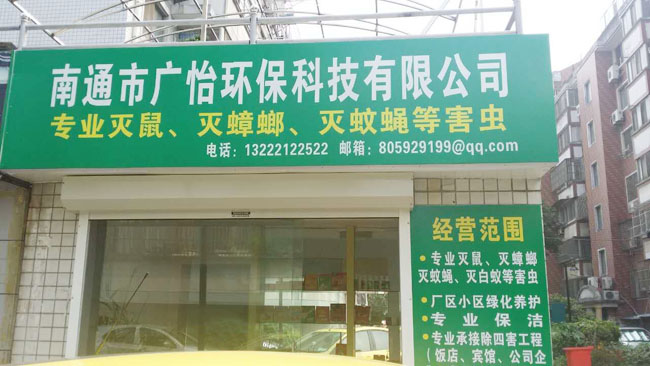 南通市广怡环保科技有限公司
专业灭鼠、灭蟑螂、灭蚊蝇等害虫
电话：13222122522 邮箱：805929199@qq.com
经营范围
·专业灭鼠、灭蟑螂
灭蚊蝇、灭白蚁等害虫
·厂区小区绿化养护
·专业保洁
·专业承接除四害工程
（饭店、宾馆、公司企